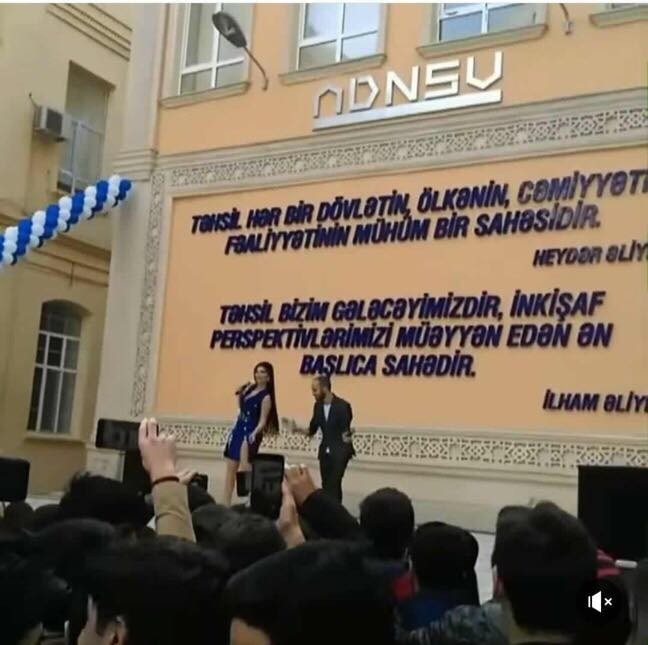 ADNSU
TƏHSİL HƏR BİR DÖVLƏTİN, ÖLKƏNİN, CƏMİYYƏTİ
FƏALİYYƏTİNİN MÜHÜM BİR SAHƏSİDİR.
HEYDƏR ƏLİY
TƏHSİL BİZİM GƏLƏCƏYİMİZDİR, İNKİŞAF
PERSPEKTİVLƏRİMİZİ MÜƏYYƏN EDƏN ƏN
BAŞLICA SAHƏDİR.
İLHAM ƏLİY